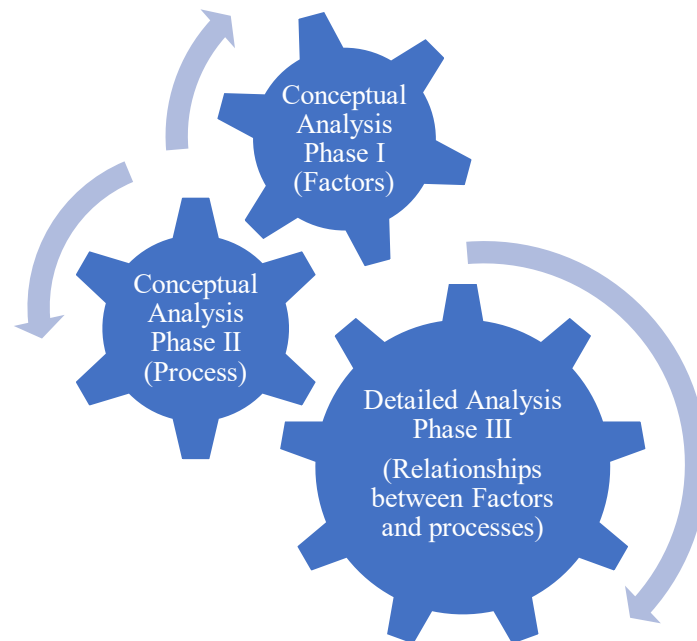 Conceptual
Analysis
Phase I
(Factors)
Conceptual
Analysis
Phase II
(Process)
Detailed Analysis
Phase III
(Relationships
between Factors
and processes)